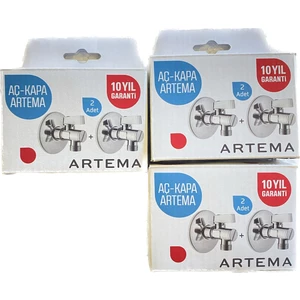 AÇ-KAPA
ARTEMA
2
Adet
10 YIL
GARANTİ
ARTEMA
AÇ-KAPA
ARTEMA
2
Adet
10 YIL
GARANTİ
ARTEMA
AÇ-KAPA
ARTEMA
2
Adet
10 YIL
GARANTİ
ARTEMA